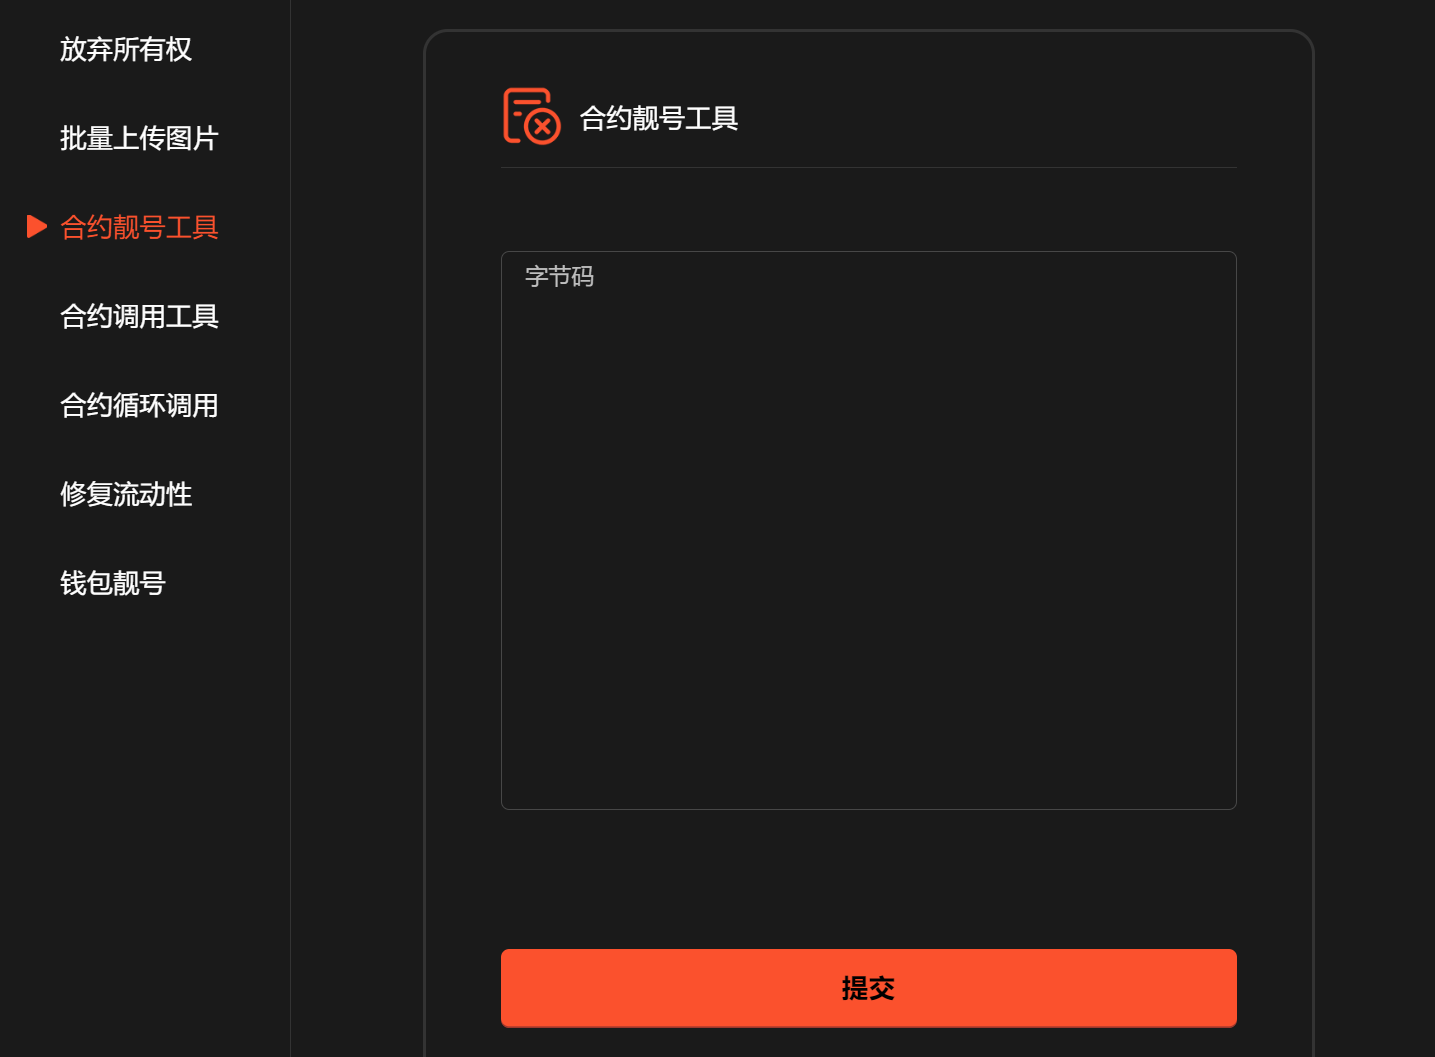 放弃所有权
批量上传图片
合约靓号工具
合约调用工具
合约循环调用
修复流动性
钱包靓号
合约靓号工具
字节码
提交